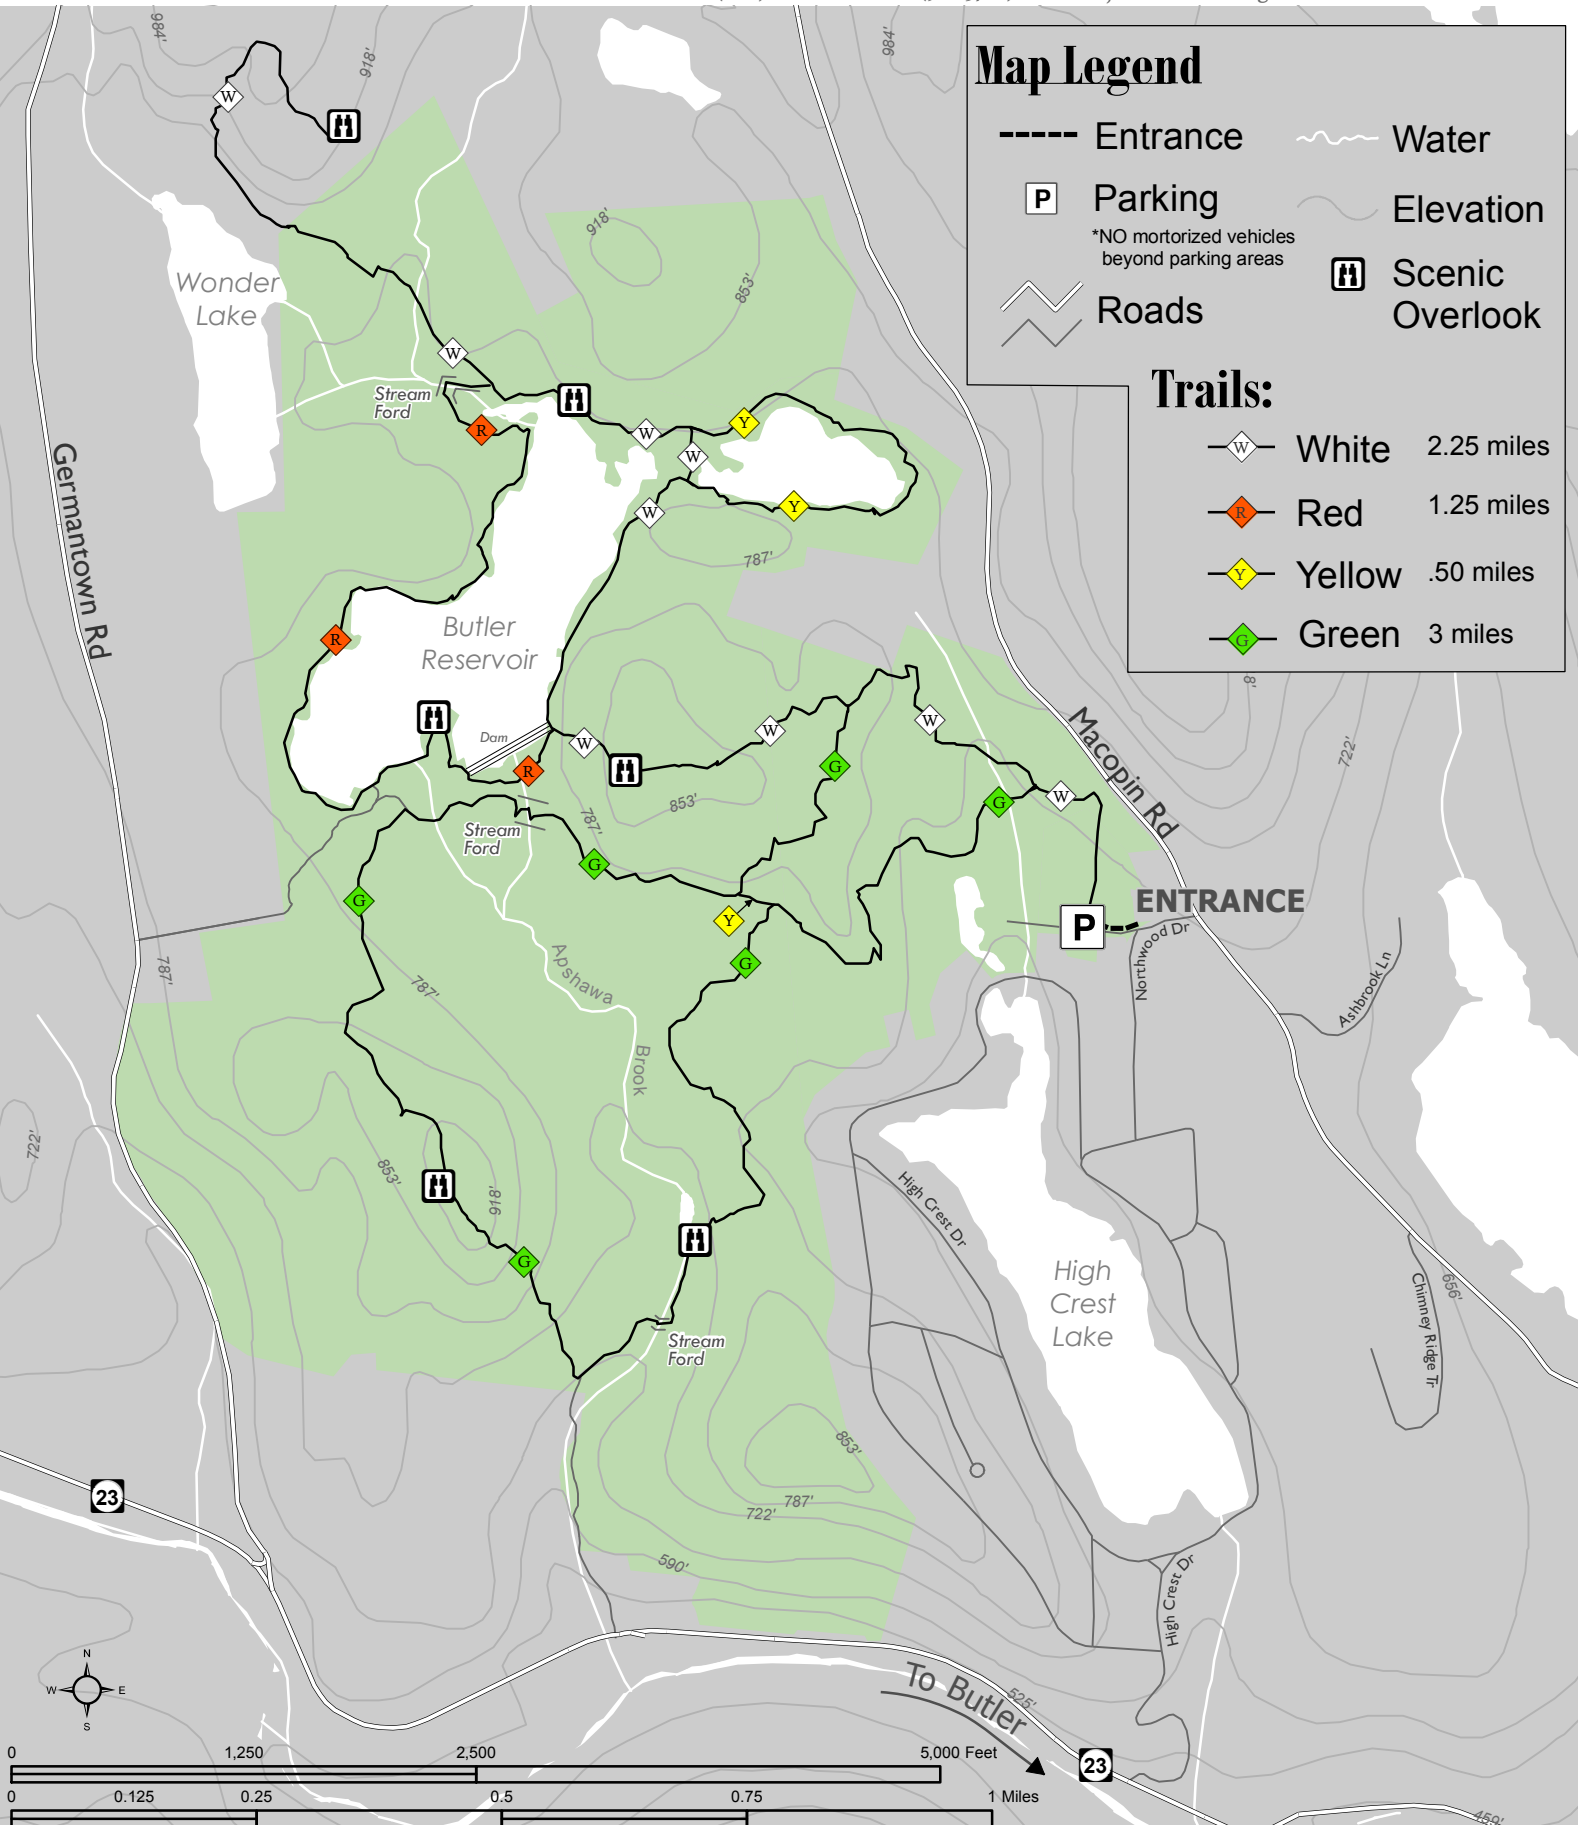 984'
918'
984'
Map Legend
Entrance
Water
P
Parking
*NO mortorized vehicles
beyond parking areas
Elevation
Roads
Scenic
Overlook
Trails:
W
White
2.25 miles
R
Red
1.25 miles
Y
Yellow
.50 miles
G
Green
3 miles
W
918'
853'
Wonder
Lake
W
Stream
Ford
R
W
Y
W
W
Y
787'
Germantown Rd
Butler
Reservoir
R
8'
Macopin Rd
722'
Dam
W
W
W
R
G
G
W
853'
787'
Stream
Ford
G
G
Y
P
ENTRANCE
Northwood Dr
G
787'
787'
Apshawa
Brook
Ashbrook Ln
722'
853'
918'
G
High Crest Dr
High
Crest
Lake
656'
Chimney Ridge Tr
Stream
Ford
853'
23
787'
722'
590'
High Crest Dr
N
W
E
S
To Butler
525'
23
0
1,250
2,500
5,000 Feet
0
0.125
0.25
0.5
0.75
1 Miles
459'